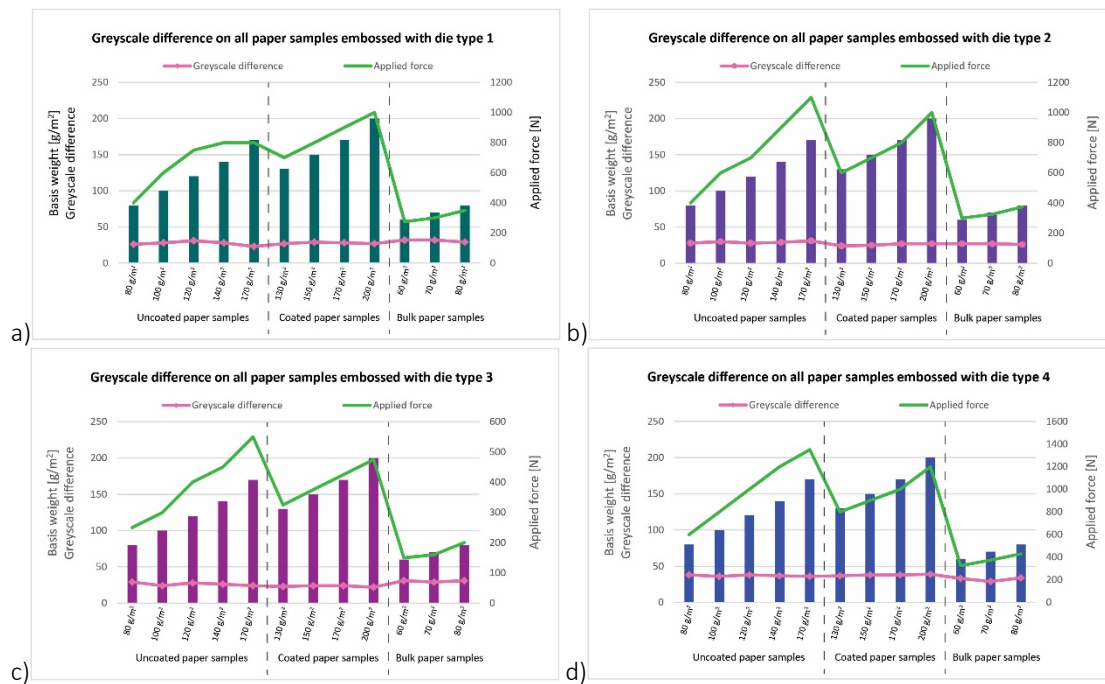 Greyscale difference on all paper samples embossed with die type 1
Greyscale difference Applied force
250 1200
200 1000
150 800
100 600
50 400
0 200
0
Basis weight [g/m²]
Greyscale difference
Applied force [N]
80 g/m² 100 g/m² 120 g/m² 140 g/m² 170 g/m² 130 g/m² 150 g/m² 170 g/m² 200 g/m² 60 g/m² 70 g/m² 80 g/m²
Uncoated paper samples Coated paper samples Bulk paper samples
a)
Greyscale difference on all paper samples embossed with die type 2
Greyscale difference Applied force
250 1200
200 1000
150 800
100 600
50 400
0 200
0
Basis weight [g/m²]
Greyscale difference
Applied force [N]
80 g/m² 100 g/m² 120 g/m² 140 g/m² 170 g/m² 130 g/m² 150 g/m² 170 g/m² 200 g/m² 60 g/m² 70 g/m² 80 g/m²
Uncoated paper samples Coated paper samples Bulk paper samples
b)
Greyscale difference on all paper samples embossed with die type 3
Greyscale difference Applied force
250 600
200 500
150 400
100 300
50 200
0 100
0
Basis weight [g/m²]
Greyscale difference
Applied force [N]
80 g/m² 100 g/m² 120 g/m² 140 g/m² 170 g/m² 130 g/m² 150 g/m² 170 g/m² 200 g/m² 60 g/m² 70 g/m² 80 g/m²
Uncoated paper samples Coated paper samples Bulk paper samples
c)
Greyscale difference on all paper samples embossed with die type 4
Greyscale difference Applied force
250 1600
200 1400
150 1200
100 1000
50 800
0 600
400
200
0
Basis weight [g/m²]
Greyscale difference
Applied force [N]
80 g/m² 100 g/m² 120 g/m² 140 g/m² 170 g/m² 130 g/m² 150 g/m² 170 g/m² 200 g/m² 60 g/m² 70 g/m² 80 g/m²
Uncoated paper samples Coated paper samples Bulk paper samples
d)